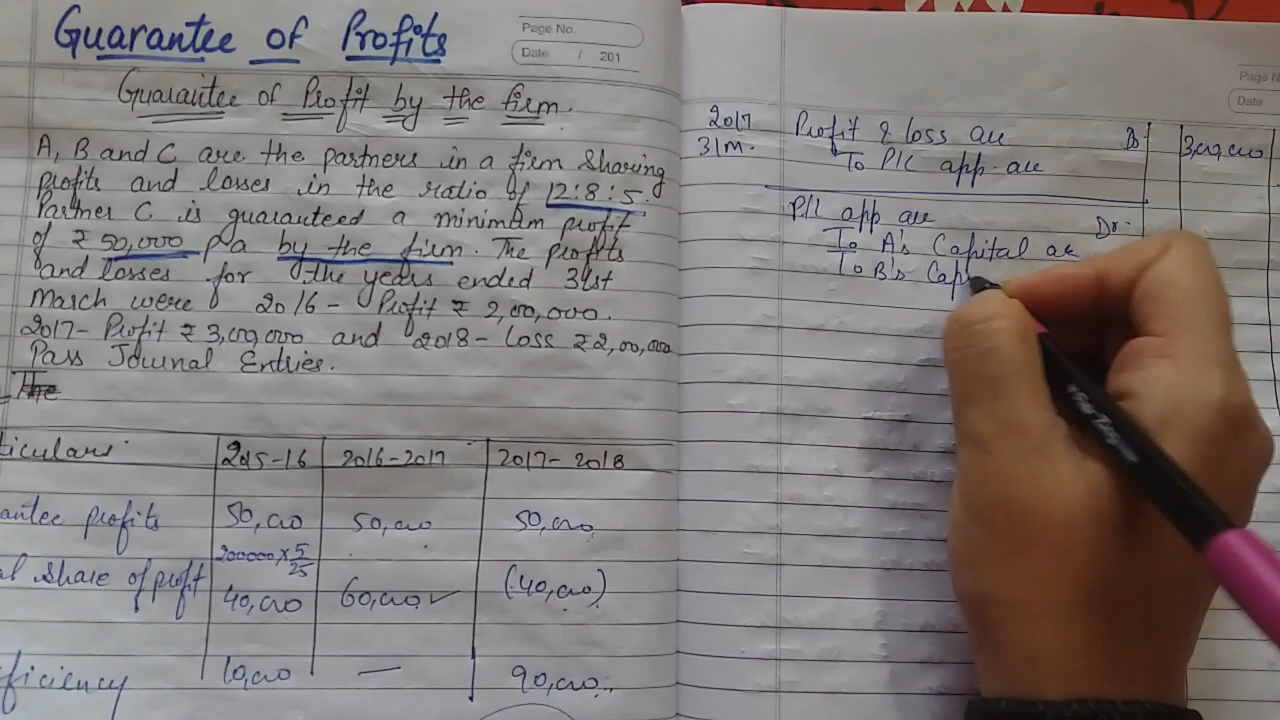 Guarantee of Profits
Page No.
Date / 201
Guarantee of Profit by the firm.
A, B and C are the partners in a firm sharing
profits and losses in the ratio of 12:8:5.
Partner C is guaranteed a minimum profit
of ₹ 50,000 pa by the firm. The profits
and losses for the years ended 31st
March were 2016 - Profit ₹ 2,00,000.
2017 - Profit ₹ 3,00,000 and 2018 - Loss ₹ 2,00,000
Pass Journal Entries.
The
iculars 2015-16 2016-2017 2017-2018
antee profits 50,000 50,000 50,000
200000 × 5/25
al share of profit 40,000 60,000 ✓ (40,000)
ficiency 10,000 — 90,000
Page N
Date
2017 Profit & loss a/c Dr 3,00,000
31 M. To P/L app. a/c
P/L app a/c Dr.
To A's Capital a/c
To B's Cap